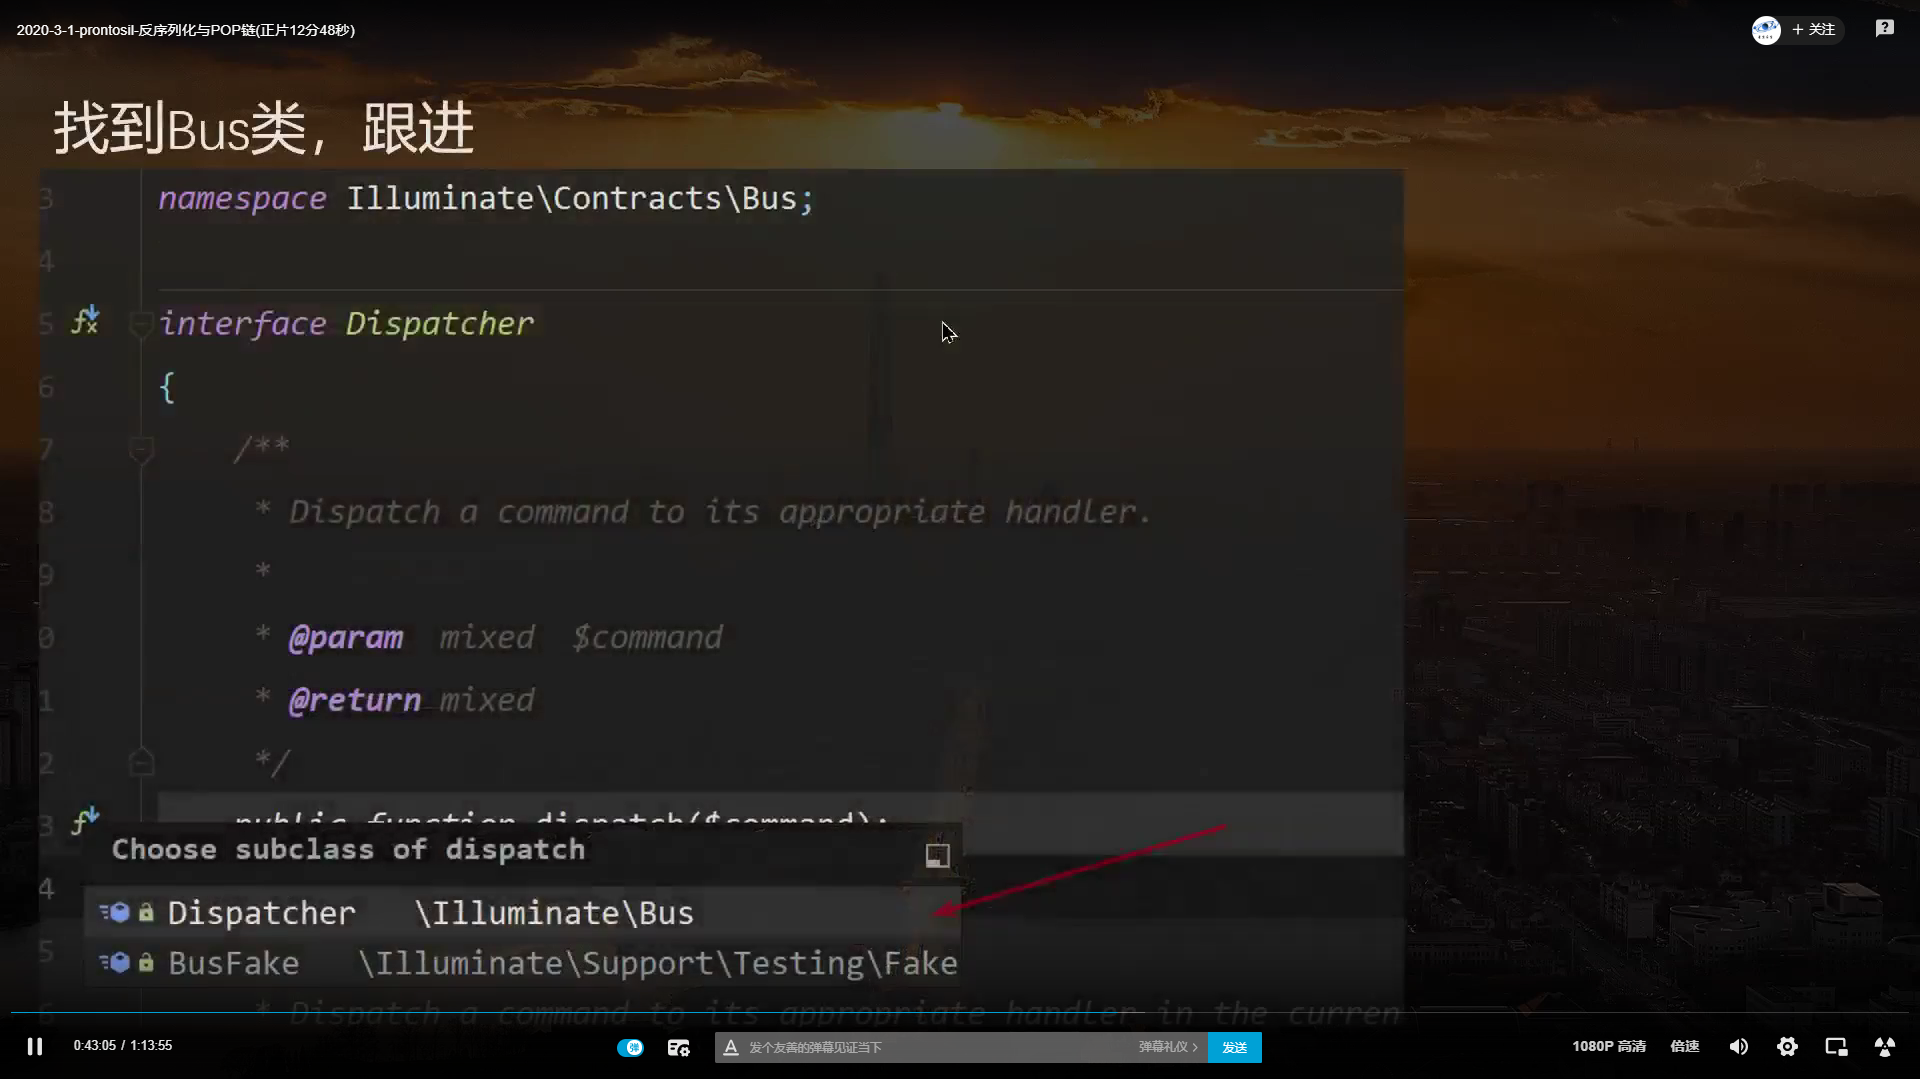 2020-3-1-prontosil-反序列化与POP链(正片12分48秒)
+ 关注
找到Bus类，跟进
3 namespace Illuminate\Contracts\Bus;
4
5 interface Dispatcher
6 {
7 /**
8 * Dispatch a command to its appropriate handler.
9 *
0 * @param mixed $command
1 * @return mixed
2 */
3 public function dispatch($command);
Choose subclass of dispatch
4
Dispatcher \Illuminate\Bus
5
BusFake \Illuminate\Support\Testing\Fake
6 * Dispatch a command to its appropriate handler in the curren
0:43:05 / 1:13:55
弹
A 发个友善的弹幕见证当下
弹幕礼仪 >
发送
1080P 高清
倍速